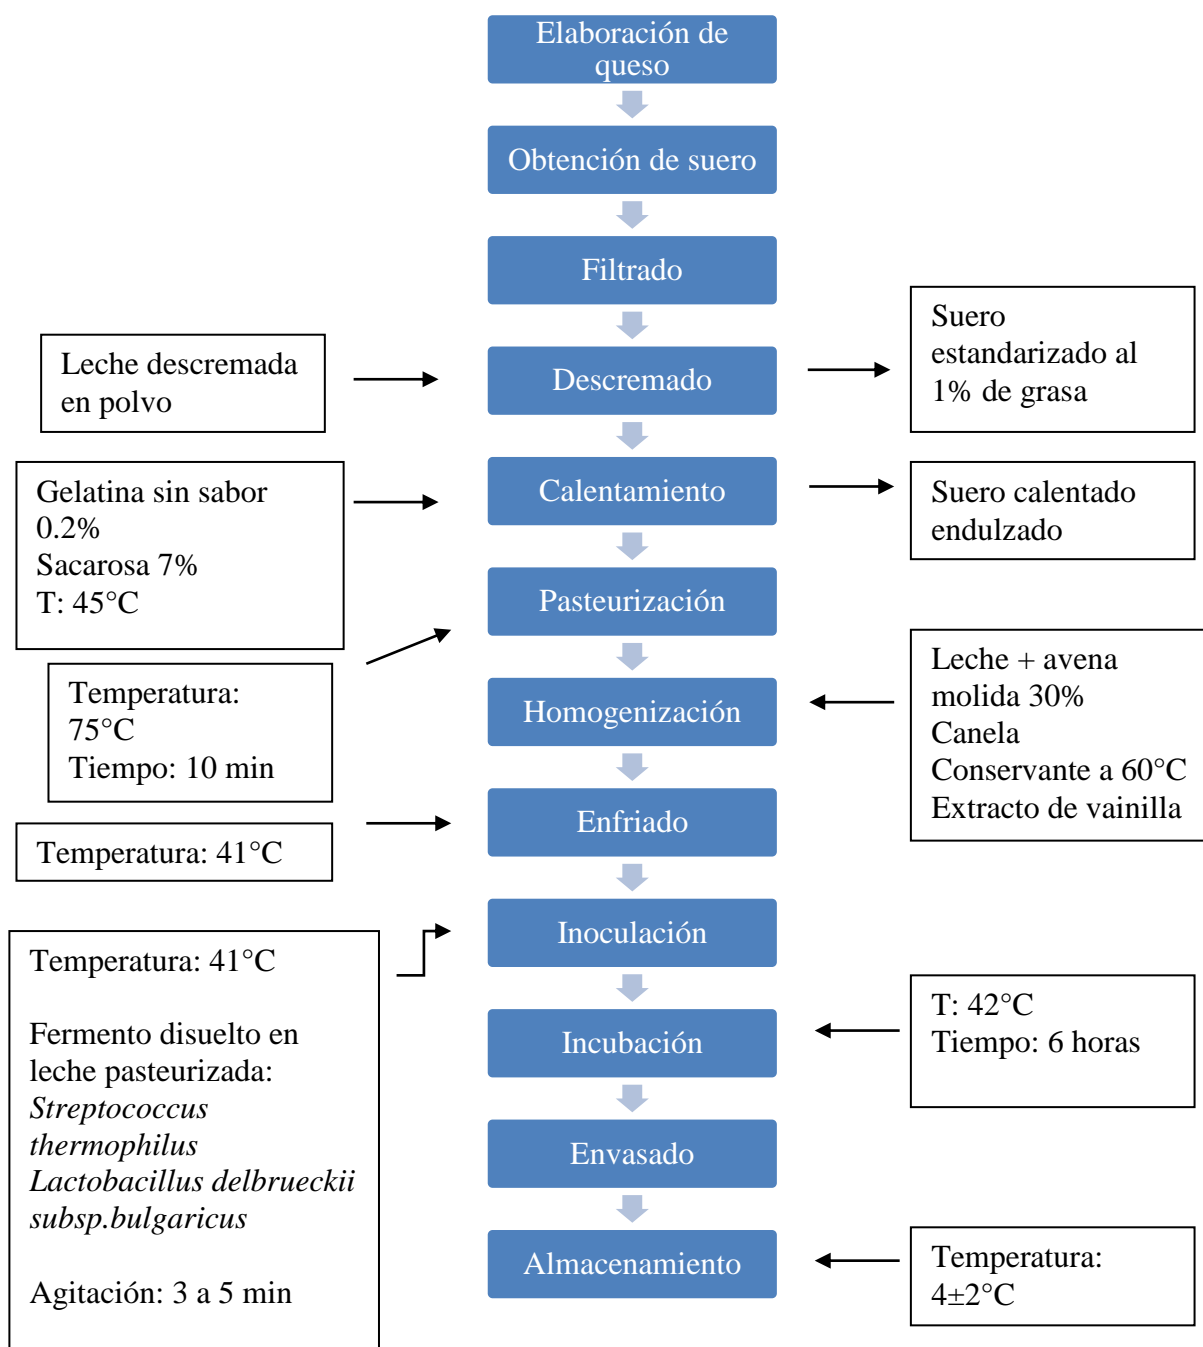 Elaboración de
queso
Obtención de suero
Filtrado
Leche descremada
en polvo
Descremado
Suero
estandarizado al
1% de grasa
Gelatina sin sabor
0.2%
Sacarosa 7%
T: 45°C
Calentamiento
Suero calentado
endulzado
Temperatura:
75°C
Tiempo: 10 min
Pasteurización
Homogenización
Leche + avena
molida 30%
Canela
Conservante a 60°C
Extracto de vainilla
Temperatura: 41°C
Enfriado
Temperatura: 41°C
Fermento disuelto en
leche pasteurizada:
Streptococcus
thermophilus
Lactobacillus delbrueckii
subsp.bulgaricus
Agitación: 3 a 5 min
Inoculación
Incubación
T: 42°C
Tiempo: 6 horas
Envasado
Almacenamiento
Temperatura:
4±2°C